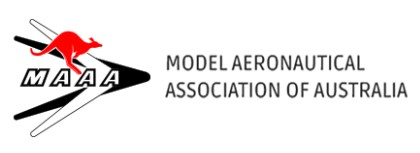 MAAA
MODEL AERONAUTICAL
ASSOCIATION OF AUSTRALIA